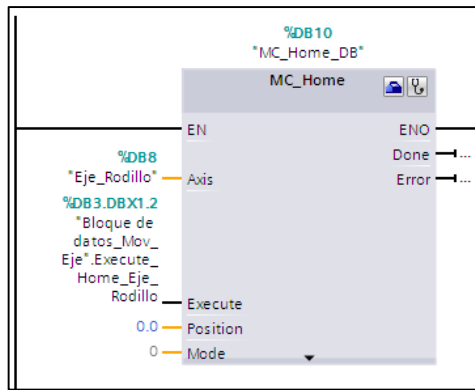 %DB10
"MC_Home_DB"
MC_Home
EN
ENO
Done
...
%DB8
"Eje_Rodillo"
Axis
Error
...
%DB3.DBX1.2
"Bloque de
datos_Mov_
Eje".Execute_
Home_Eje_
Rodillo
Execute
0.0
Position
0
Mode